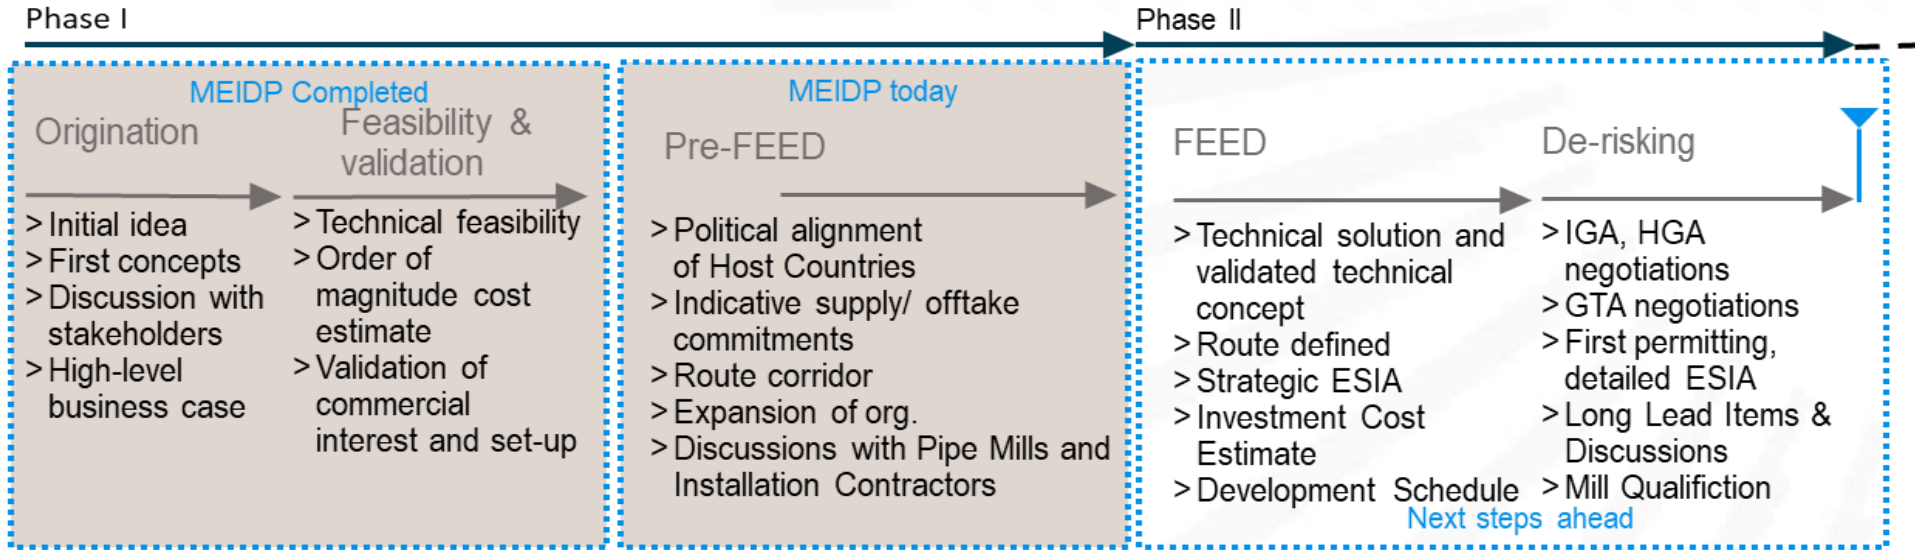 Phase I
Phase II
MEIDP Completed
Origination
Feasibility &
validation
> Initial idea
> First concepts
> Discussion with
stakeholders
> High-level
business case
> Technical feasibility
> Order of
magnitude cost
estimate
> Validation of
commercial
interest and set-up
MEIDP today
Pre-FEED
> Political alignment
of Host Countries
> Indicative supply/ offtake
commitments
> Route corridor
> Expansion of org.
> Discussions with Pipe Mills and
Installation Contractors
FEED
> Technical solution and
validated technical
concept
> Route defined
> Strategic ESIA
> Investment Cost
Estimate
> Development Schedule
De-risking
> IGA, HGA
negotiations
> GTA negotiations
> First permitting,
detailed ESIA
> Long Lead Items &
Discussions
> Mill Qualifiction
Next steps ahead